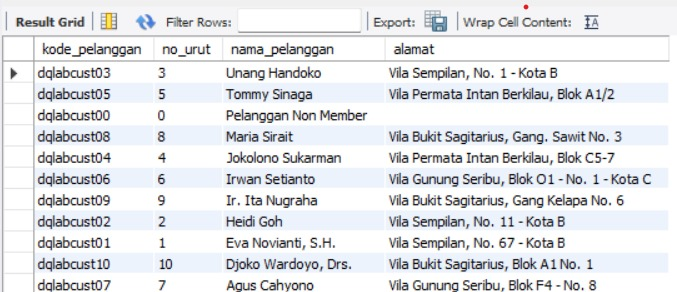 Result Grid Filter Rows: Export: Wrap Cell Content: IA
kode_pelanggan no_urut nama_pelanggan alamat
dqlabcust03 3 Unang Handoko Vila Sempilan, No. 1 - Kota B
dqlabcust05 5 Tommy Sinaga Vila Permata Intan Berkilau, Blok A1/2
dqlabcust00 0 Pelanggan Non Member
dqlabcust08 8 Maria Sirait Vila Bukit Sagitarius, Gang. Sawit No. 3
dqlabcust04 4 Jokolono Sukarman Vila Permata Intan Berkilau, Blok C5-7
dqlabcust06 6 Irwan Setianto Vila Gunung Seribu, Blok O1 - No. 1 - Kota C
dqlabcust09 9 Ir. Ita Nugraha Vila Bukit Sagitarius, Gang Kelapa No. 6
dqlabcust02 2 Heidi Goh Vila Sempilan, No. 11 - Kota B
dqlabcust01 1 Eva Novianti, S.H. Vila Sempilan, No. 67 - Kota B
dqlabcust10 10 Djoko Wardoyo, Drs. Vila Bukit Sagitarius, Blok A1 No. 1
dqlabcust07 7 Agus Cahyono Vila Gunung Seribu, Blok F4 - No. 8